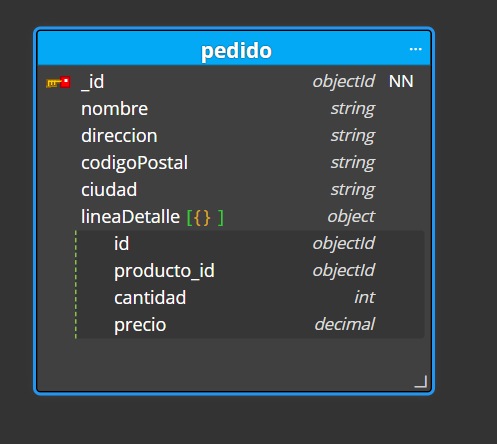 pedido ...
_id objectId NN
nombre string
direccion string
codigoPostal string
ciudad string
lineaDetalle [{} ] object
id objectId
producto_id objectId
cantidad int
precio decimal